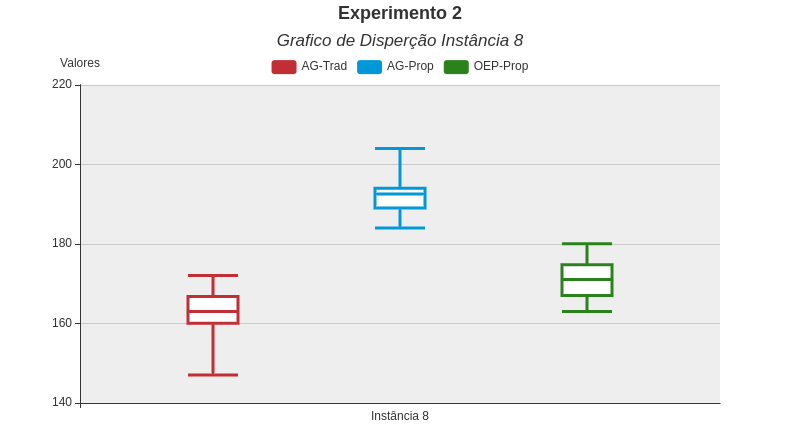 Experimento 2
Grafico de Disperção Instância 8
Valores
AG-Trad AG-Prop OEP-Prop
220
200
180
160
140
Instância 8